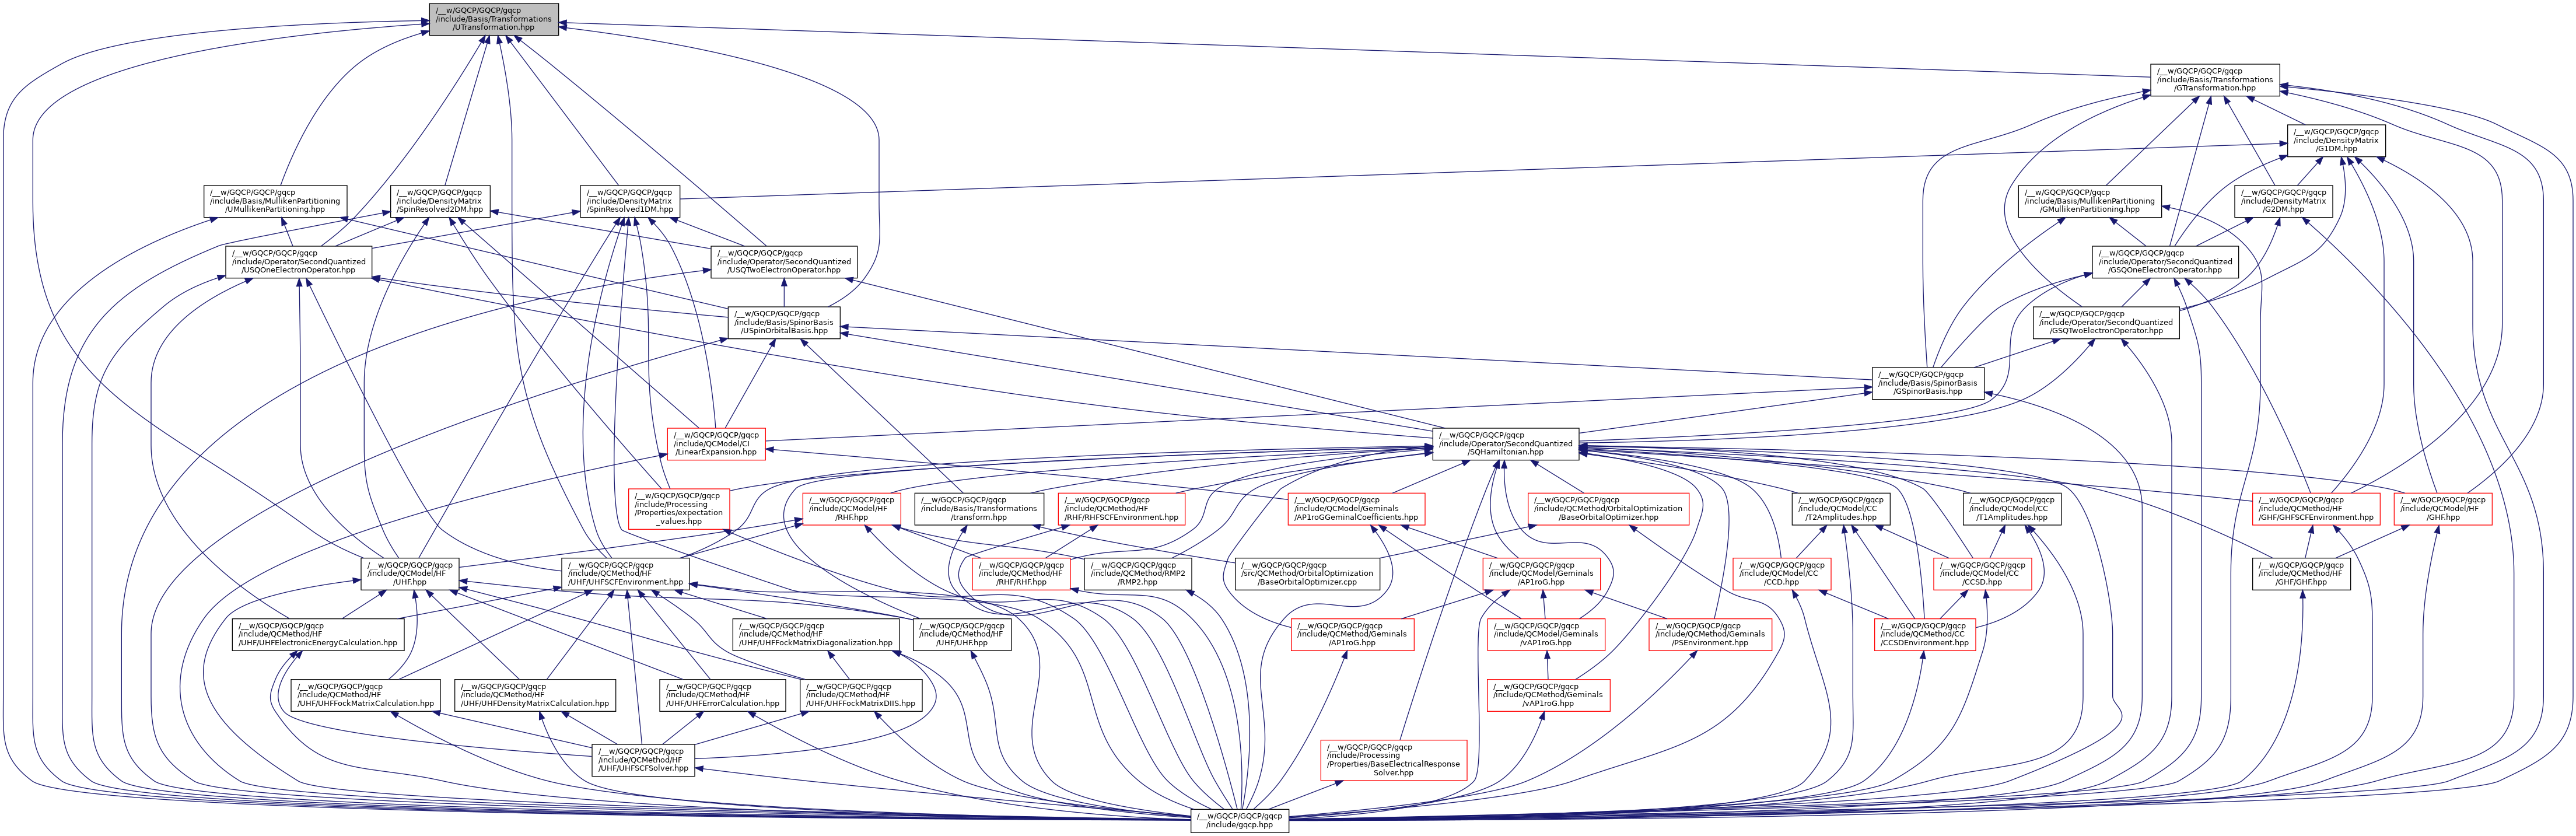 /__w/GQCP/GQCP/gqcp
/include/Basis/Transformations
/UTransformation.hpp
/__w/GQCP/GQCP/gqcp
/include/Basis/Transformations
/GTransformation.hpp
/__w/GQCP/GQCP/gqcp
/include/DensityMatrix
/G1DM.hpp
/__w/GQCP/GQCP/gqcp
/include/Basis/MullikenPartitioning
/UMullikenPartitioning.hpp
/__w/GQCP/GQCP/gqcp
/include/DensityMatrix
/SpinResolved2DM.hpp
/__w/GQCP/GQCP/gqcp
/include/DensityMatrix
/SpinResolved1DM.hpp
/__w/GQCP/GQCP/gqcp
/include/Basis/MullikenPartitioning
/GMullikenPartitioning.hpp
/__w/GQCP/GQCP/gqcp
/include/DensityMatrix
/G2DM.hpp
/__w/GQCP/GQCP/gqcp
/include/Operator/SecondQuantized
/USQOneElectronOperator.hpp
/__w/GQCP/GQCP/gqcp
/include/Operator/SecondQuantized
/USQTwoElectronOperator.hpp
/__w/GQCP/GQCP/gqcp
/include/Operator/SecondQuantized
/GSQOneElectronOperator.hpp
/__w/GQCP/GQCP/gqcp
/include/Basis/SpinorBasis
/USpinOrbitalBasis.hpp
/__w/GQCP/GQCP/gqcp
/include/Operator/SecondQuantized
/GSQTwoElectronOperator.hpp
/__w/GQCP/GQCP/gqcp
/include/Basis/SpinorBasis
/GSpinorBasis.hpp
/__w/GQCP/GQCP/gqcp
/include/QCModel/CI
/LinearExpansion.hpp
/__w/GQCP/GQCP/gqcp
/include/Operator/SecondQuantized
/SQHamiltonian.hpp
/__w/GQCP/GQCP/gqcp
/include/Processing
/Properties/expectation
_values.hpp
/__w/GQCP/GQCP/gqcp
/include/QCModel/HF
/RHF.hpp
/__w/GQCP/GQCP/gqcp
/include/Basis/Transformations
/transform.hpp
/__w/GQCP/GQCP/gqcp
/include/QCMethod/HF
/RHF/RHFSCFEnvironment.hpp
/__w/GQCP/GQCP/gqcp
/include/QCModel/Geminals
/AP1roGGeminalCoefficients.hpp
/__w/GQCP/GQCP/gqcp
/include/QCMethod/OrbitalOptimization
/BaseOrbitalOptimizer.hpp
/__w/GQCP/GQCP/gqcp
/include/QCModel/CC
/T2Amplitudes.hpp
/__w/GQCP/GQCP/gqcp
/include/QCModel/CC
/T1Amplitudes.hpp
/__w/GQCP/GQCP/gqcp
/include/QCMethod/HF
/GHF/GHFSCFEnvironment.hpp
/__w/GQCP/GQCP/gqcp
/include/QCModel/HF
/GHF.hpp
/__w/GQCP/GQCP/gqcp
/include/QCModel/HF
/UHF.hpp
/__w/GQCP/GQCP/gqcp
/include/QCMethod/HF
/UHF/UHFSCFEnvironment.hpp
/__w/GQCP/GQCP/gqcp
/include/QCMethod/HF
/RHF/RHF.hpp
/__w/GQCP/GQCP/gqcp
/include/QCMethod/RMP2
/RMP2.hpp
/__w/GQCP/GQCP/gqcp
/src/QCMethod/OrbitalOptimization
/BaseOrbitalOptimizer.cpp
/__w/GQCP/GQCP/gqcp
/include/QCModel/Geminals
/AP1roG.hpp
/__w/GQCP/GQCP/gqcp
/include/QCModel/CC
/CCD.hpp
/__w/GQCP/GQCP/gqcp
/include/QCModel/CC
/CCSD.hpp
/__w/GQCP/GQCP/gqcp
/include/QCMethod/HF
/GHF/GHF.hpp
/__w/GQCP/GQCP/gqcp
/include/QCMethod/HF
/UHF/UHFElectronicEnergyCalculation.hpp
/__w/GQCP/GQCP/gqcp
/include/QCMethod/HF
/UHF/UHFFockMatrixDiagonalization.hpp
/__w/GQCP/GQCP/gqcp
/include/QCMethod/HF
/UHF/UHF.hpp
/__w/GQCP/GQCP/gqcp
/include/QCMethod/Geminals
/AP1roG.hpp
/__w/GQCP/GQCP/gqcp
/include/QCModel/Geminals
/vAP1roG.hpp
/__w/GQCP/GQCP/gqcp
/include/QCMethod/Geminals
/PSEnvironment.hpp
/__w/GQCP/GQCP/gqcp
/include/QCMethod/CC
/CCSDEnvironment.hpp
/__w/GQCP/GQCP/gqcp
/include/QCMethod/HF
/UHF/UHFFockMatrixCalculation.hpp
/__w/GQCP/GQCP/gqcp
/include/QCMethod/HF
/UHF/UHFDensityMatrixCalculation.hpp
/__w/GQCP/GQCP/gqcp
/include/QCMethod/HF
/UHF/UHFErrorCalculation.hpp
/__w/GQCP/GQCP/gqcp
/include/QCMethod/HF
/UHF/UHFFockMatrixDIIS.hpp
/__w/GQCP/GQCP/gqcp
/include/QCMethod/Geminals
/vAP1roG.hpp
/__w/GQCP/GQCP/gqcp
/include/QCMethod/HF
/UHF/UHFSCFSolver.hpp
/__w/GQCP/GQCP/gqcp
/include/Processing
/Properties/BaseElectricalResponse
Solver.hpp
/__w/GQCP/GQCP/gqcp
/include/gqcp.hpp